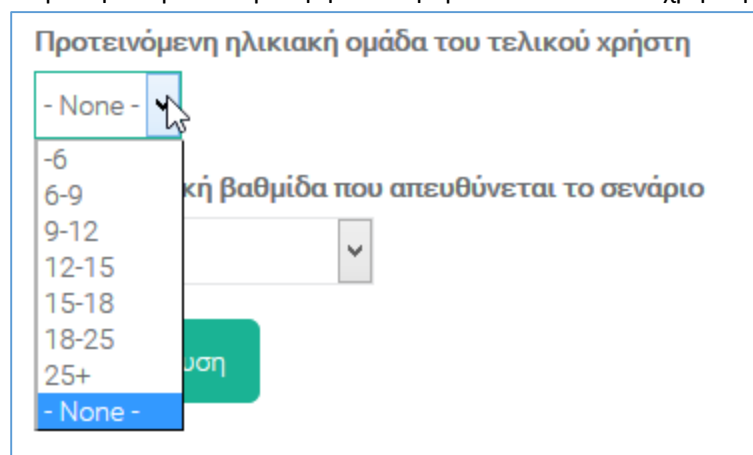 Προτεινόμενη ηλικιακή ομάδα του τελικού χρήστη
- None -
-6
6-9
κή βαθμίδα που απευθύνεται το σενάριο
9-12
12-15
15-18
18-25
υση
25+
- None -